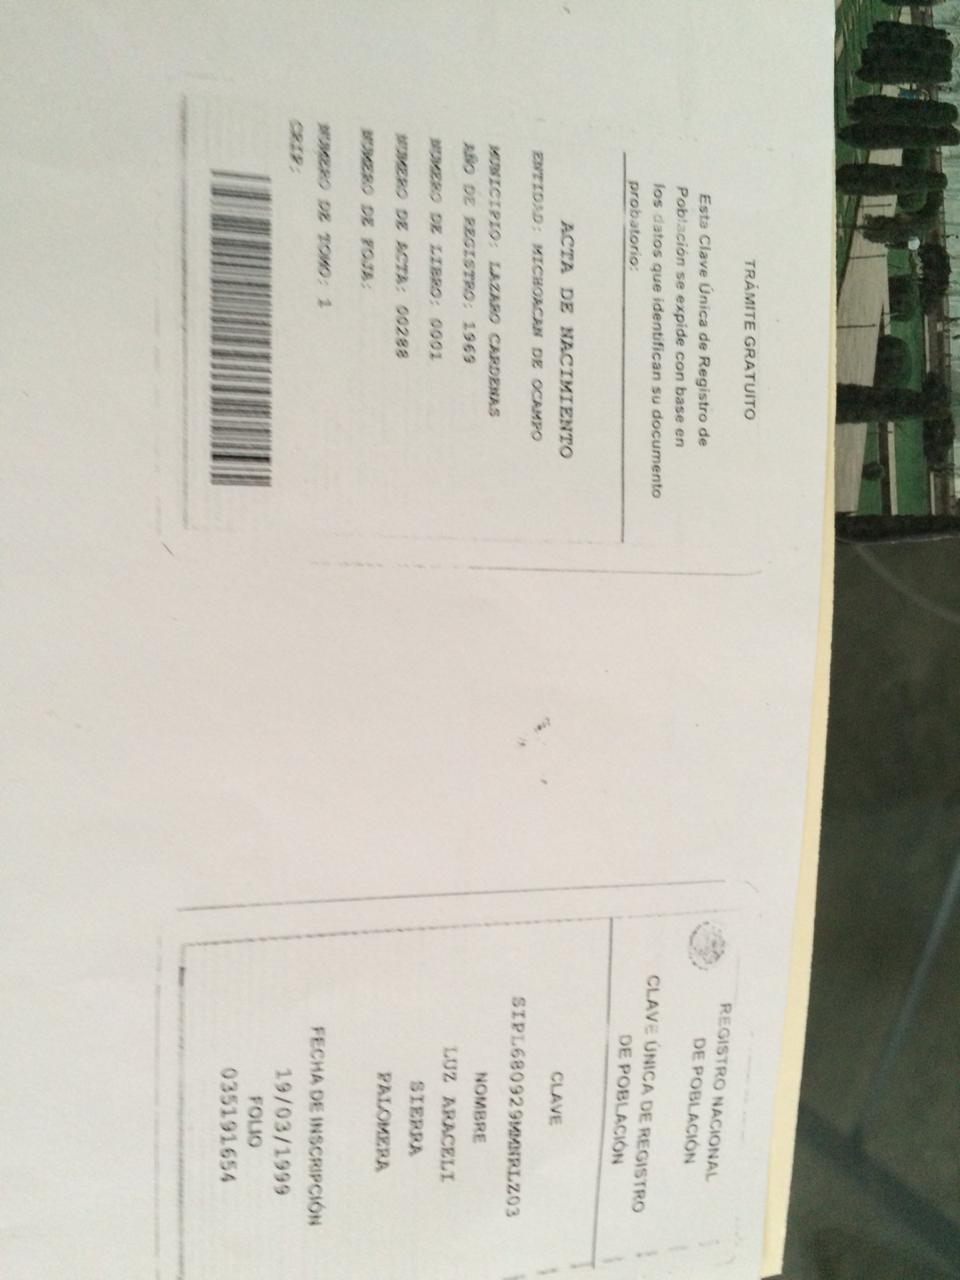 TRÁMITE GRATUITO
Esta Clave Única de Registro de
Población se expide con base en
los datos que identifican su documento
probatorio:
ACTA DE NACIMIENTO
ENTIDAD: MICHOACAN DE OCAMPO
MUNICIPIO: LAZARO CARDENAS
AÑO DE REGISTRO: 1969
NUMERO DE LIBRO: 0001
NUMERO DE ACTA: 00288
NUMERO DE FOJA:
NUMERO DE TOMO: 1
CRIP:
REGISTRO NACIONAL
DE POBLACIÓN
CLAVE ÚNICA DE REGISTRO
DE POBLACIÓN
CLAVE
SIPL680929MMNRLZ03
NOMBRE
LUZ ARACELI
SIERRA
PALOMERA
FECHA DE INSCRIPCIÓN
19/03/1999
FOLIO
035191654